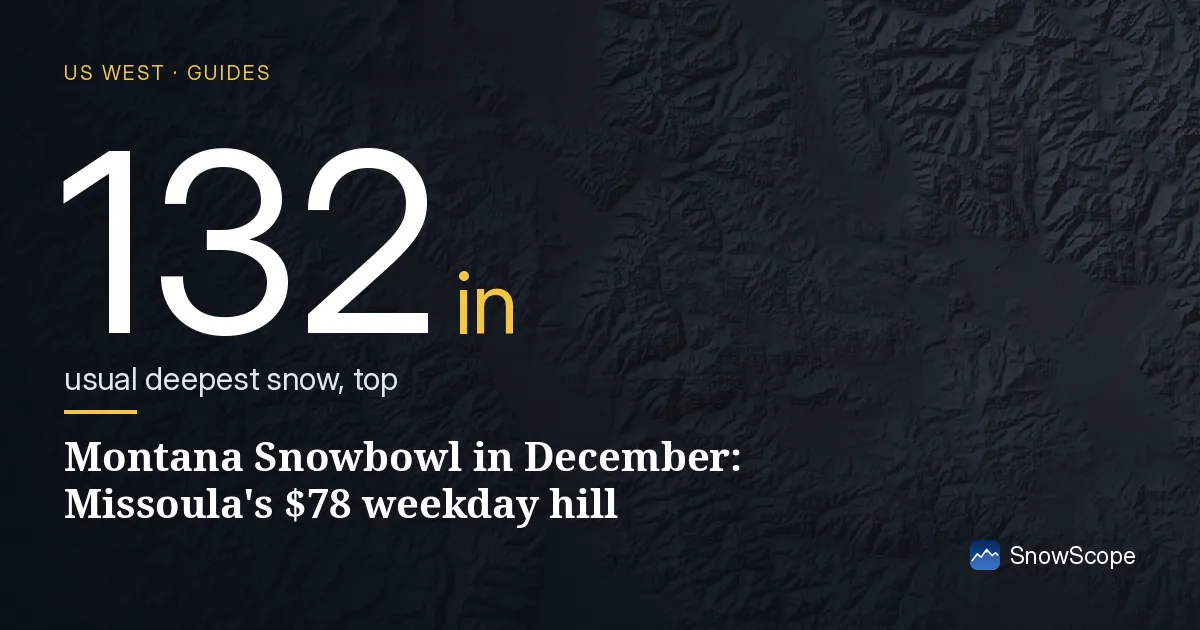 US WEST · GUIDES
132 in
usual deepest snow, top
Montana Snowbowl in December:
Missoula's $78 weekday hill
SnowScope